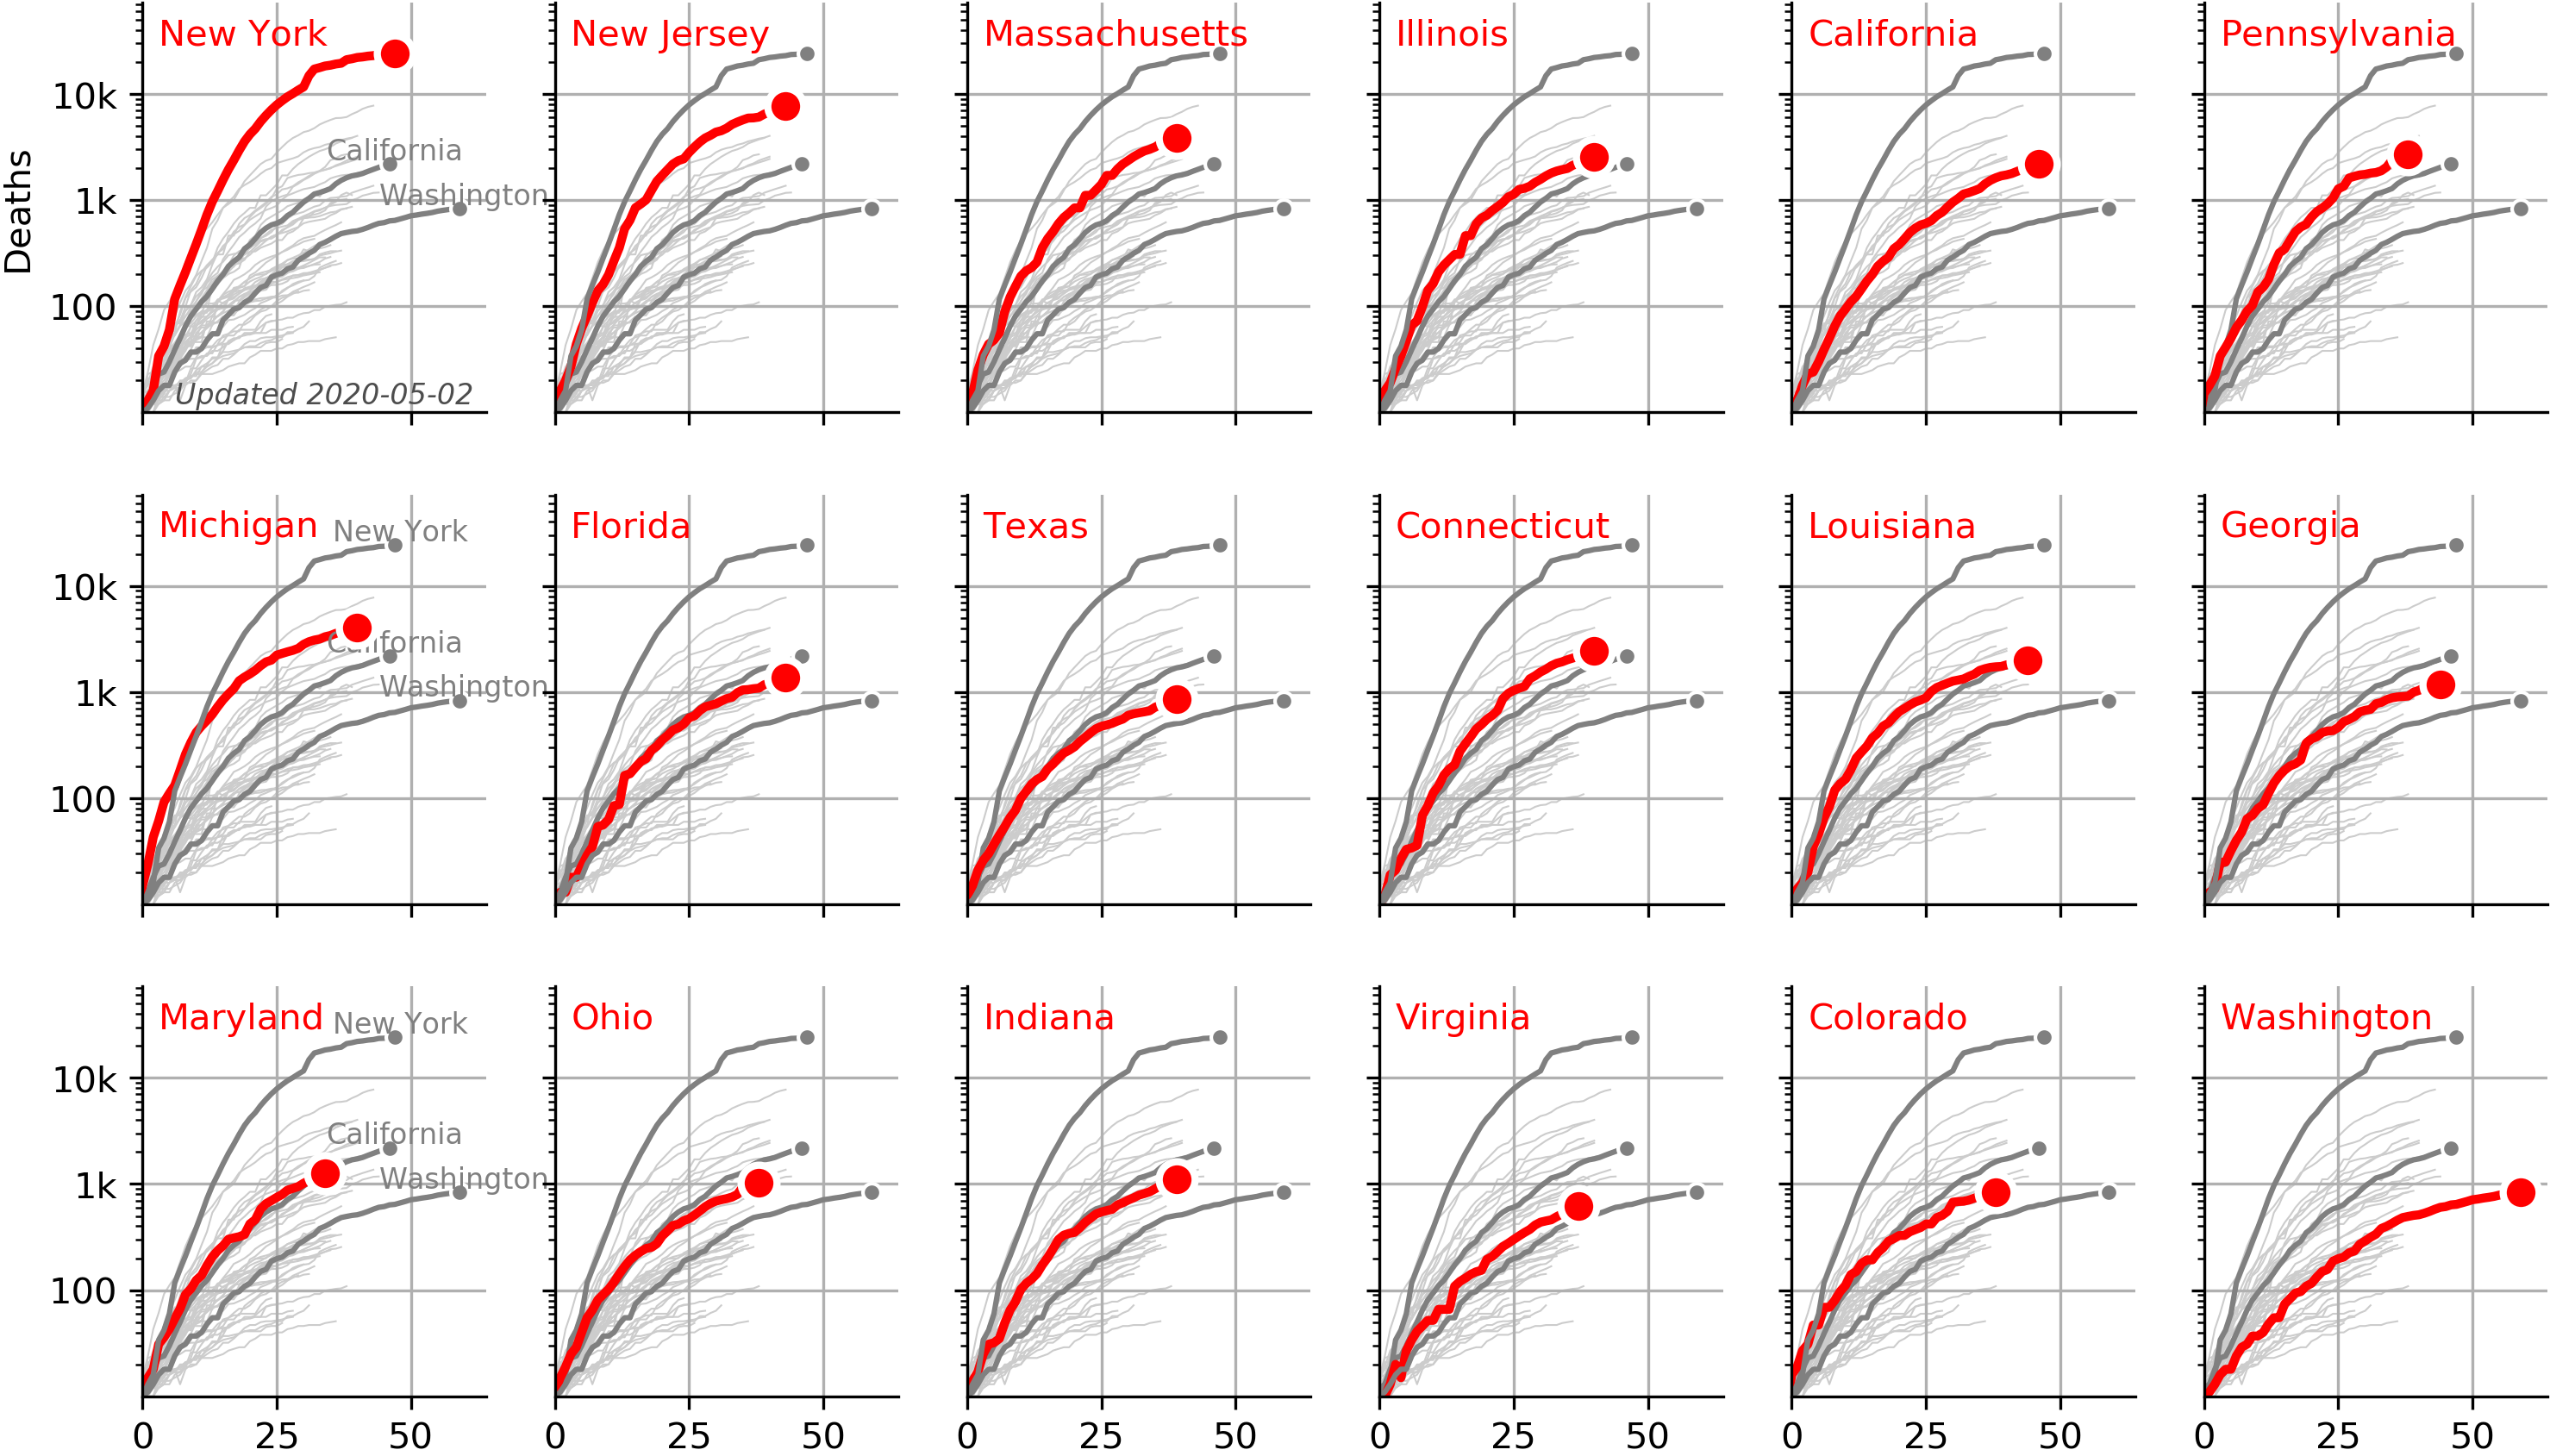 New York
New Jersey
Massachusetts
Illinois
California
Pennsylvania
Deaths
10k
1k
100
California
Washington
Updated 2020-05-02
Michigan
New York
Florida
Texas
Connecticut
Louisiana
Georgia
10k
1k
100
California
Washington
Maryland
New York
Ohio
Indiana
Virginia
Colorado
Washington
10k
1k
100
California
Washington
0 25 50 0 25 50 0 25 50 0 25 50 0 25 50 0 25 50